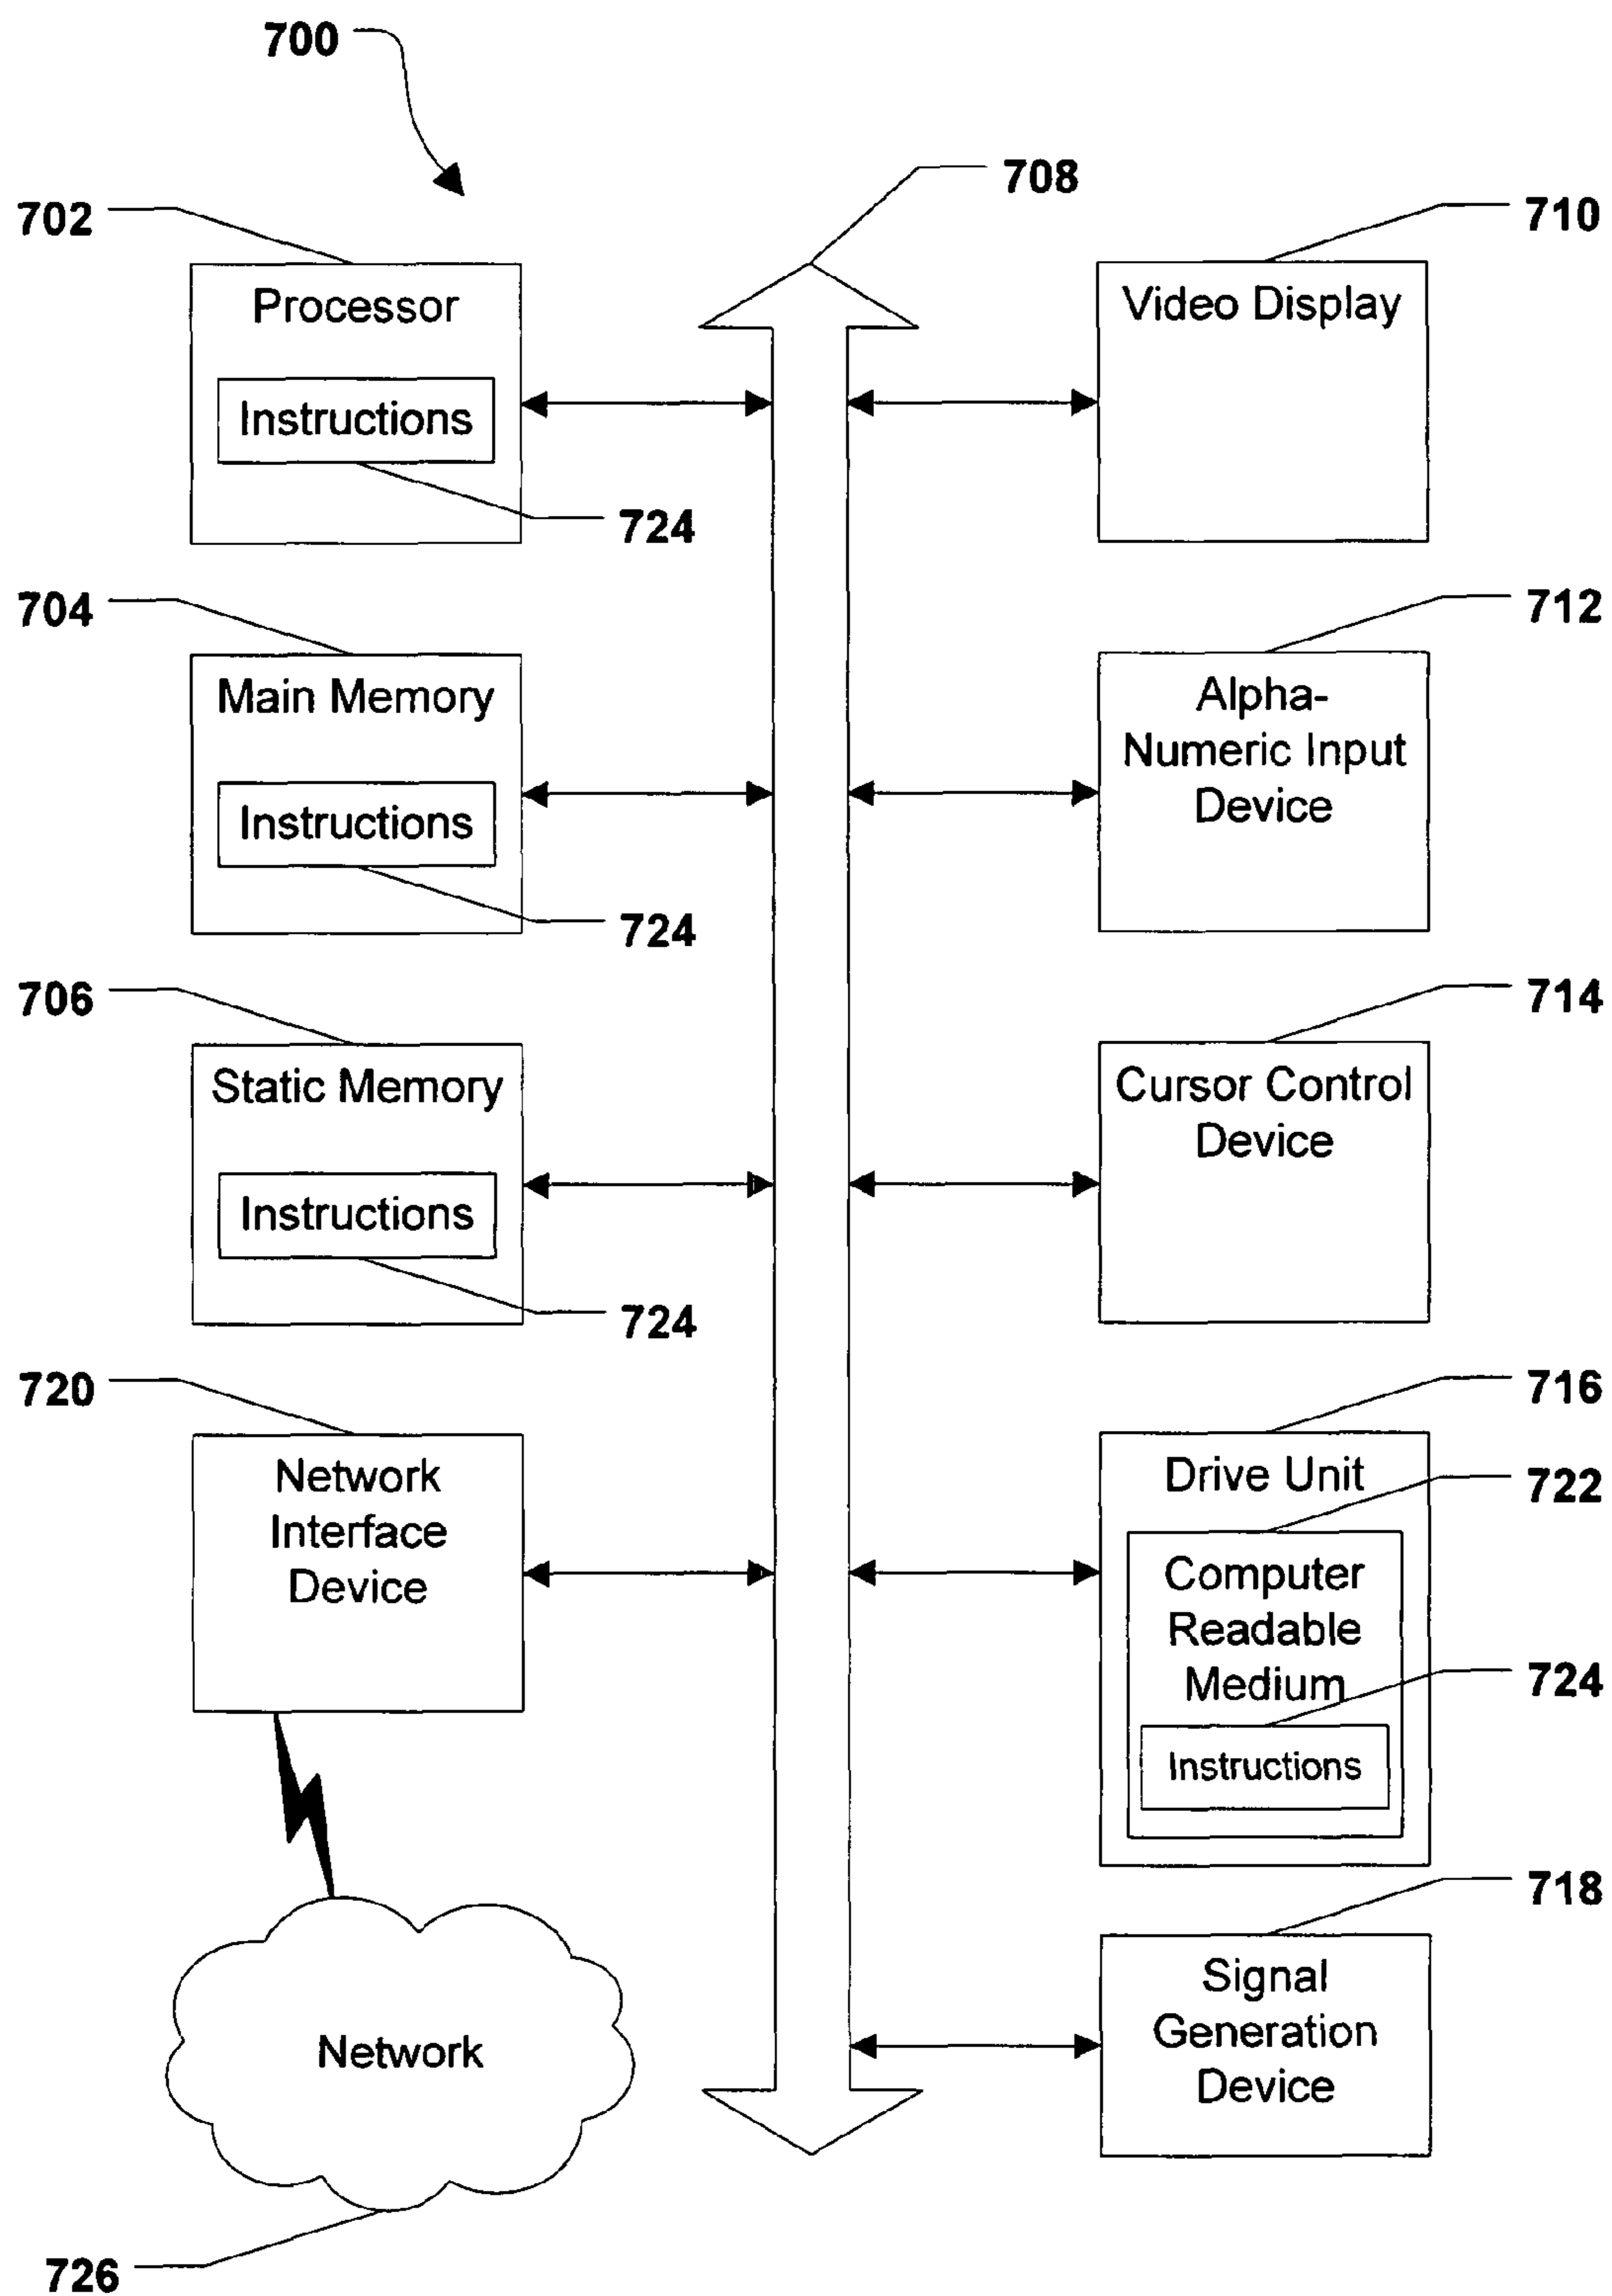 700
708
702
710
Processor
Video Display
Instructions
724
704
712
Main Memory
Alpha-
Numeric Input
Device
Instructions
724
706
714
Static Memory
Cursor Control
Device
Instructions
724
720
716
Network
Interface
Device
Drive Unit
722
Computer
Readable
Medium
724
Instructions
718
Signal
Generation
Device
Network
726